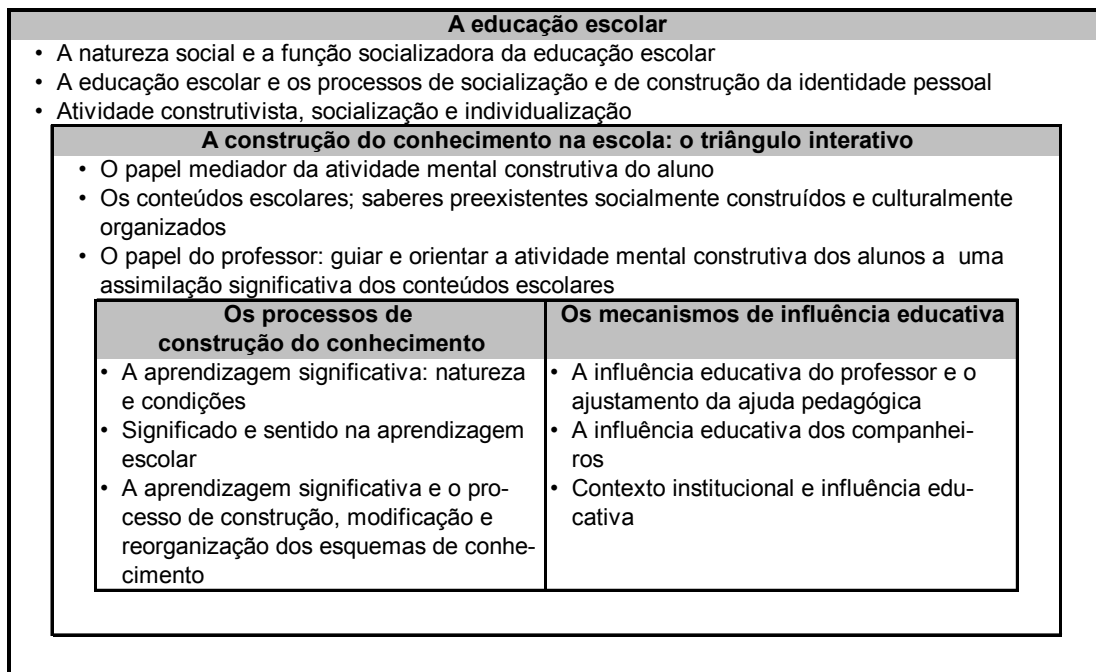 A educação escolar
• A natureza social e a função socializadora da educação escolar
• A educação escolar e os processos de socialização e de construção da identidade pessoal
• Atividade construtivista, socialização e individualização
A construção do conhecimento na escola: o triângulo interativo
• O papel mediador da atividade mental construtiva do aluno
• Os conteúdos escolares; saberes preexistentes socialmente construídos e culturalmente
organizados
• O papel do professor: guiar e orientar a atividade mental construtiva dos alunos a uma
assimilação significativa dos conteúdos escolares
Os processos de
construção do conhecimento
• A aprendizagem significativa: natureza
e condições
• Significado e sentido na aprendizagem
escolar
• A aprendizagem significativa e o pro-
cesso de construção, modificação e
reorganização dos esquemas de conhe-
cimento
Os mecanismos de influência educativa
• A influência educativa do professor e o
ajustamento da ajuda pedagógica
• A influência educativa dos companhei-
ros
• Contexto institucional e influência edu-
cativa